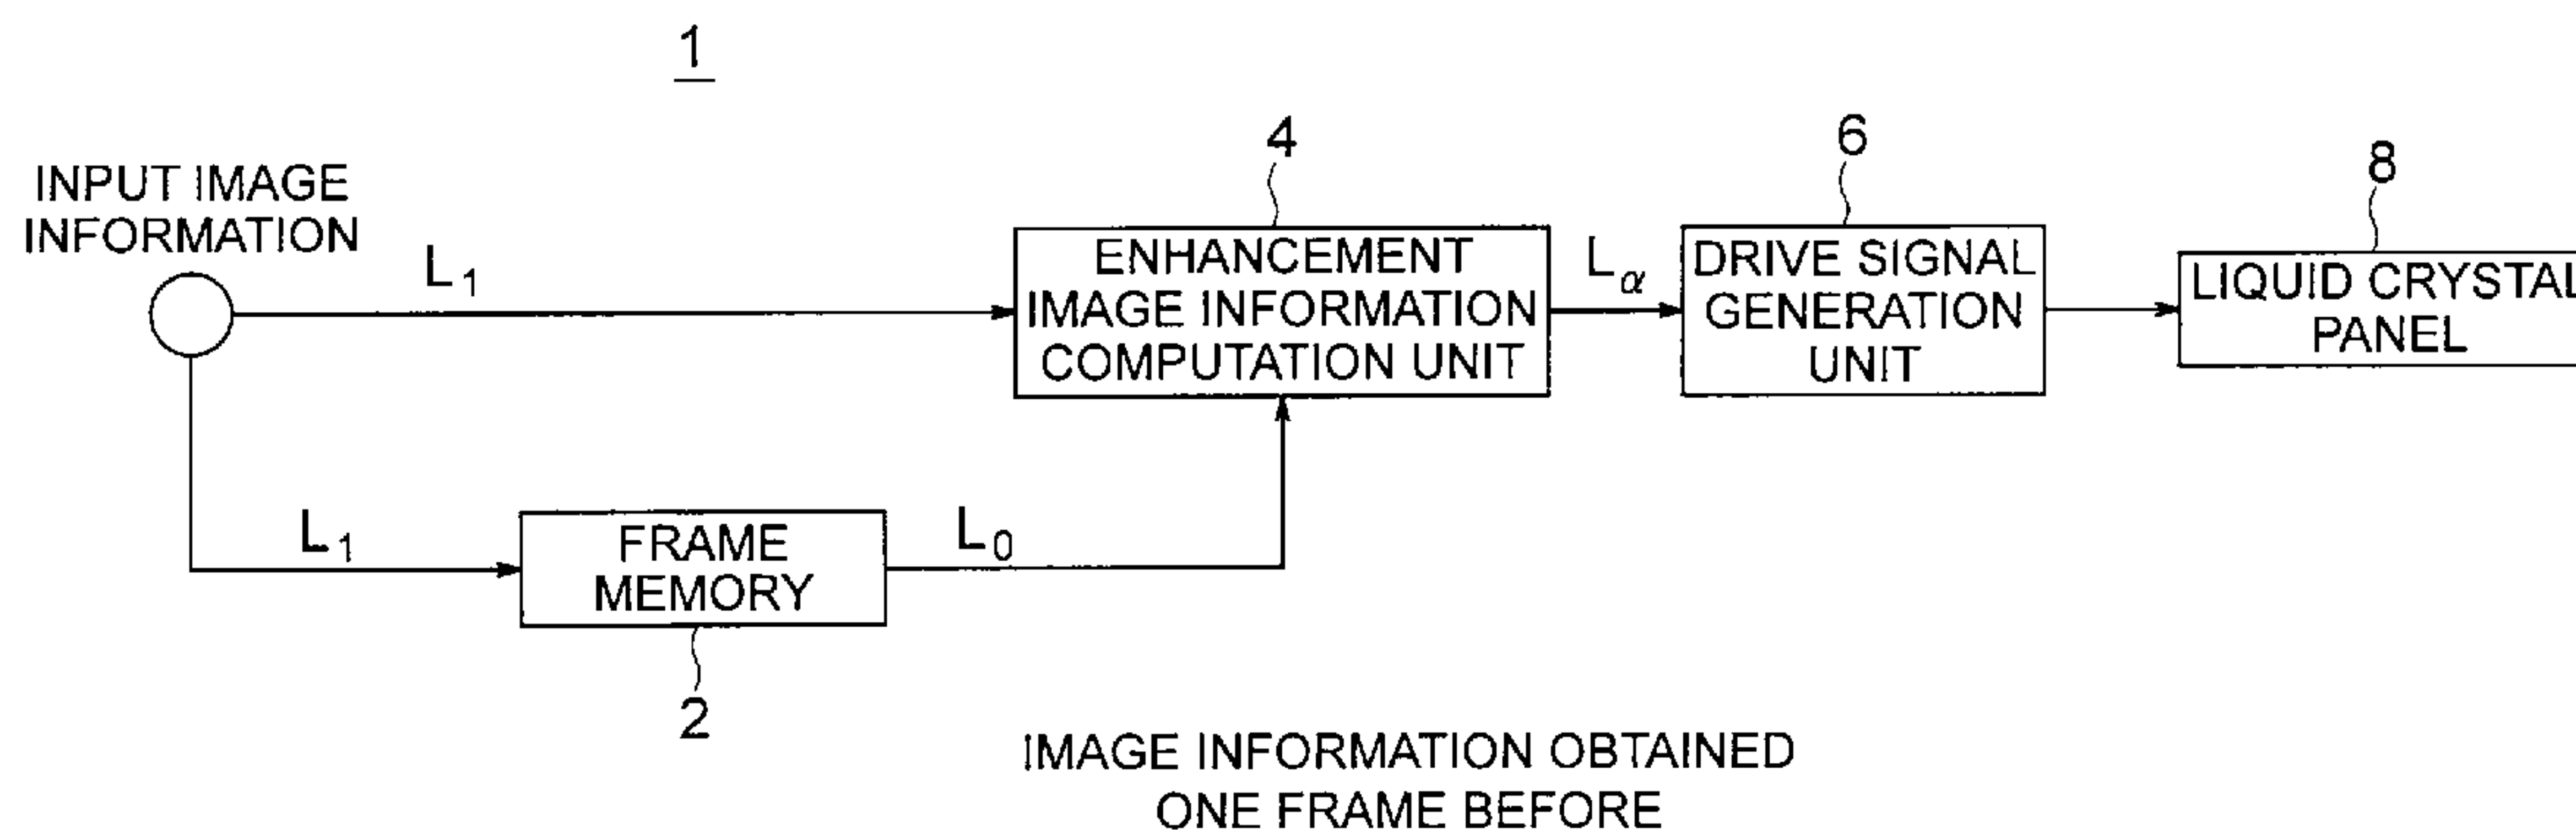 1
INPUT IMAGE
INFORMATION
L1
4
ENHANCEMENT
IMAGE INFORMATION
COMPUTATION UNIT
Lα
6
DRIVE SIGNAL
GENERATION
UNIT
8
LIQUID CRYSTAL
PANEL
L1
FRAME
MEMORY
2
L0
IMAGE INFORMATION OBTAINED
ONE FRAME BEFORE